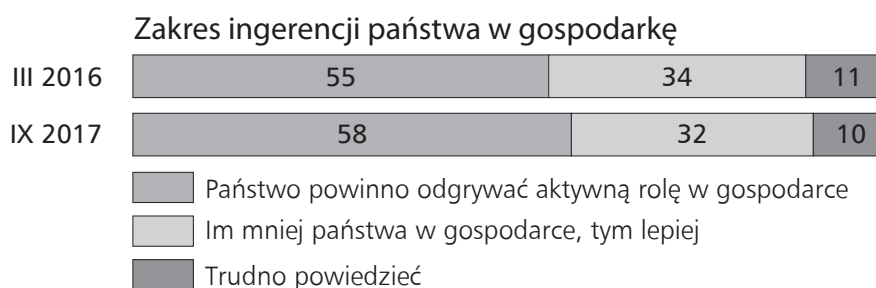 Zakres ingerencji państwa w gospodarkę
III 2016 55 34 11
IX 2017 58 32 10
Państwo powinno odgrywać aktywną rolę w gospodarce
Im mniej państwa w gospodarce, tym lepiej
Trudno powiedzieć